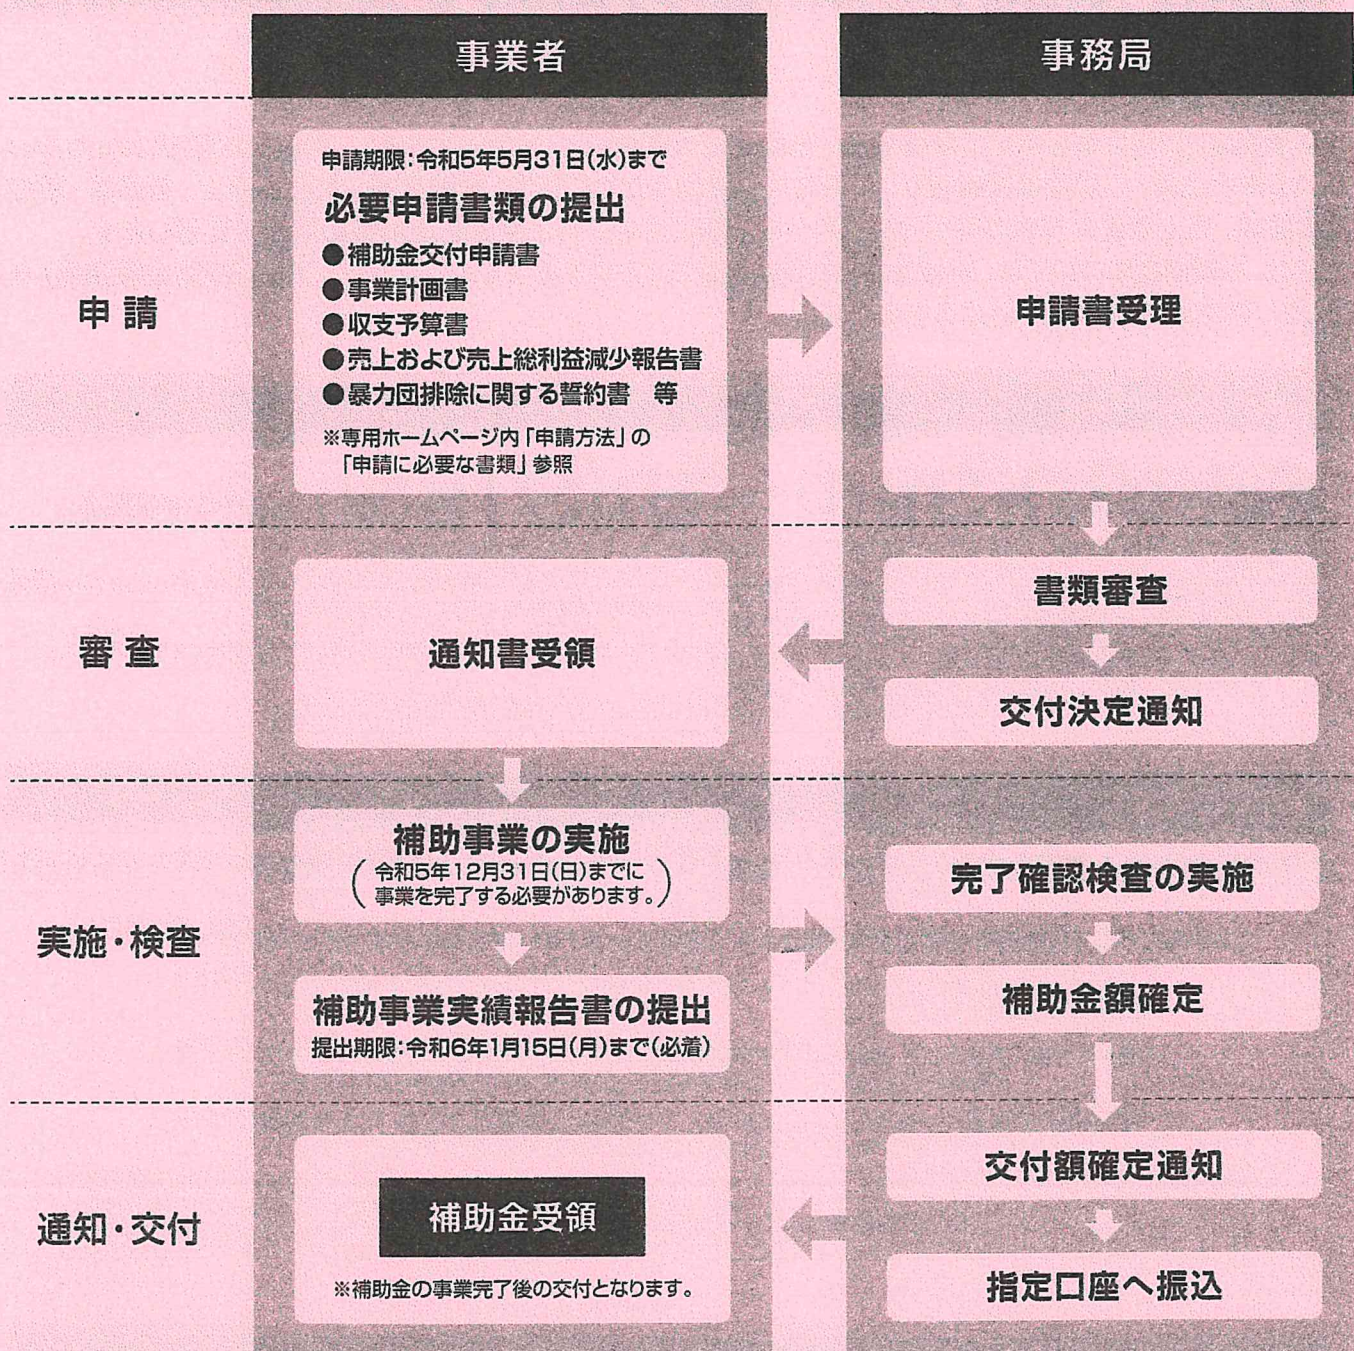 事業者
事務局
申請
申請期限：令和5年5月31日(水)まで
必要申請書類の提出
●補助金交付申請書
●事業計画書
●収支予算書
●売上および売上総利益減少報告書
●暴力団排除に関する誓約書　等
※専用ホームページ内「申請方法」の
「申請に必要な書類」参照
申請書受理
審査
通知書受領
書類審査
交付決定通知
実施・検査
補助事業の実施
(令和5年12月31日(日)までに
事業を完了する必要があります。)
補助事業実績報告書の提出
提出期限：令和6年1月15日(月)まで(必着)
完了確認検査の実施
補助金額確定
通知・交付
補助金受領
※補助金の事業完了後の交付となります。
交付額確定通知
指定口座へ振込